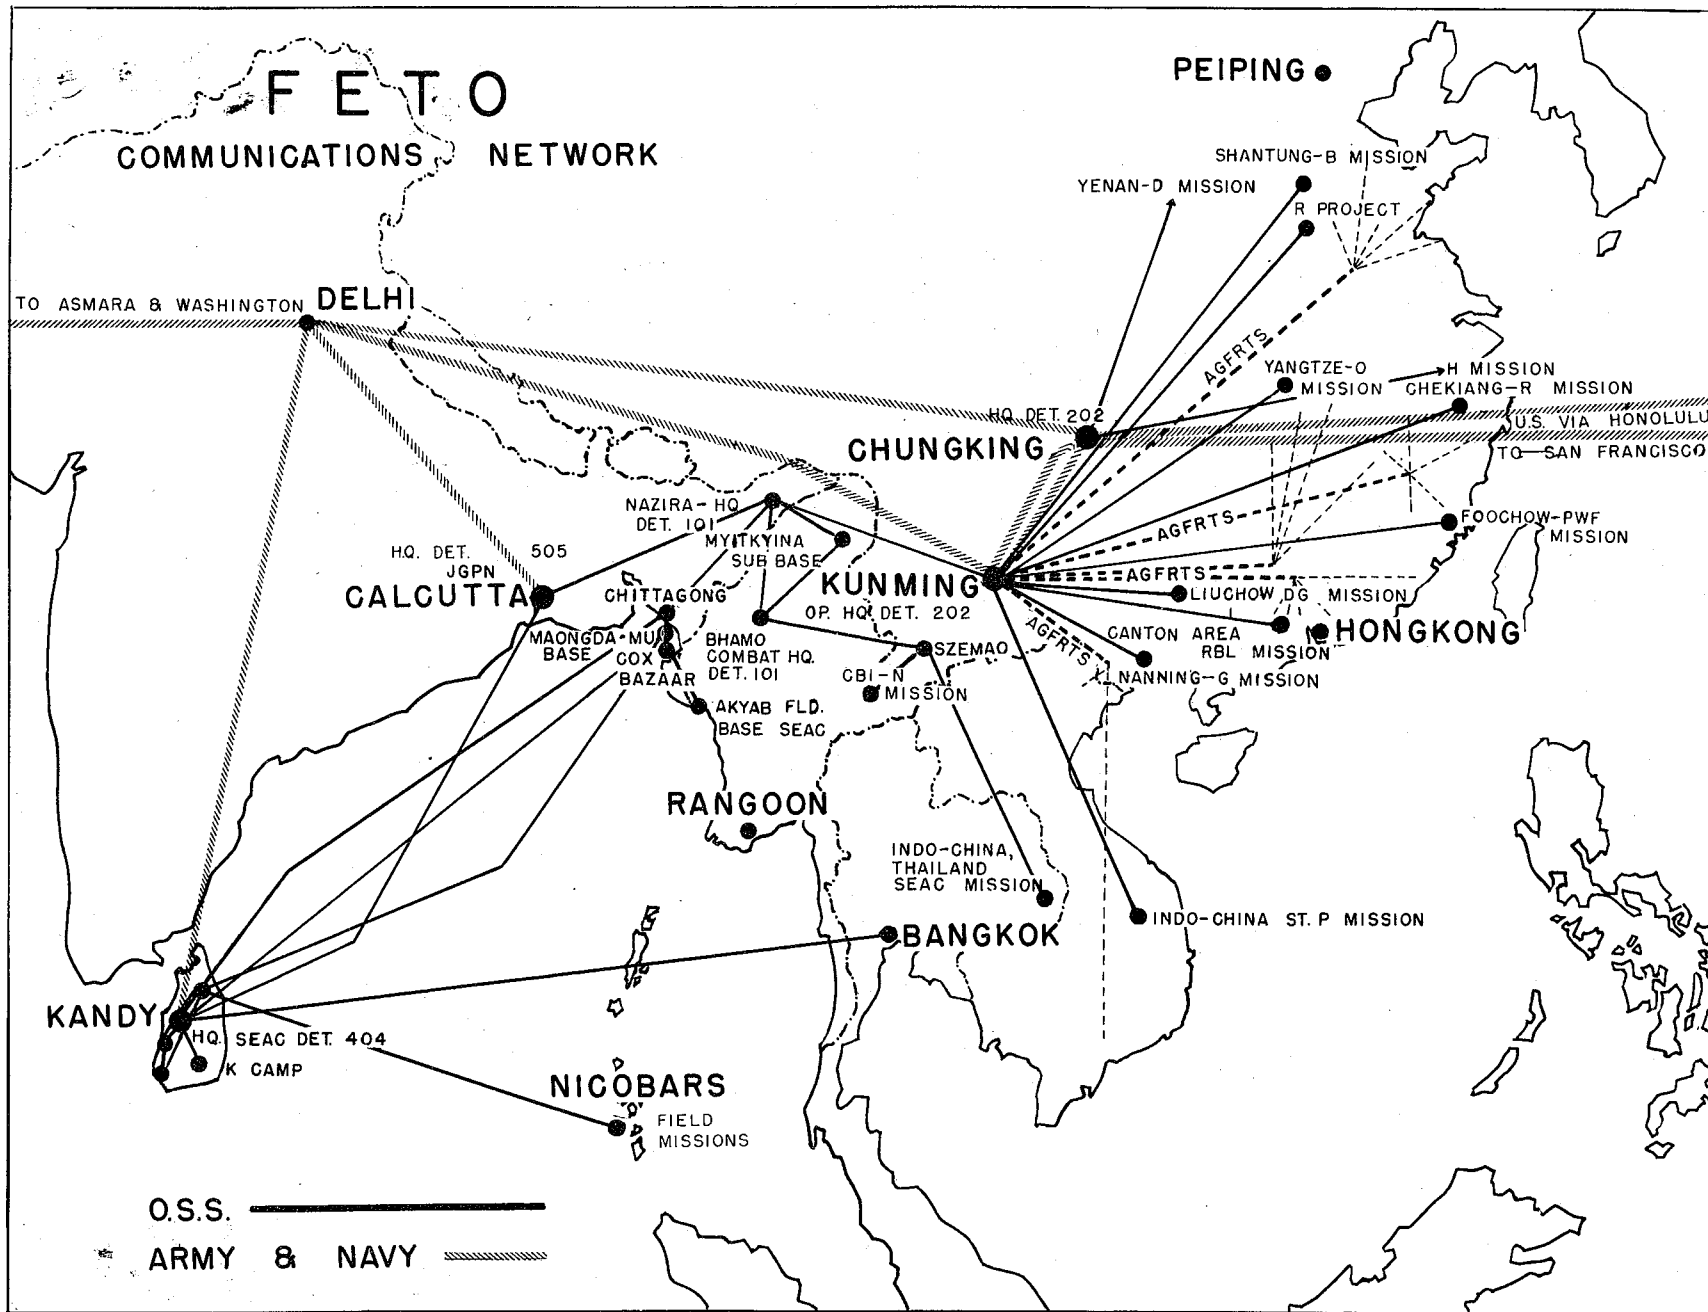 FETO
COMMUNICATIONS NETWORK
PEIPING
SHANTUNG-B MISSION
YENAN-D MISSION
R PROJECT
TO ASMARA & WASHINGTON
DELHI
AGFRTS
YANGTZE-O
MISSION
H MISSION
CHEKIANG-R MISSION
HQ. DET. 202
CHUNGKING
U.S. VIA HONOLULU
TO SAN FRANCISCO
NAZIRA-HQ
DET. 101
MYITKYINA
SUB BASE
AGFRTS
FOOCHOW-PWF
MISSION
H.Q. DET. 505
JGPN
CALCUTTA
CHITTAGONG
KUNMING
OP. HQ. DET. 202
AGFRTS
LIUCHOW DG MISSION
MAONGDA-MU
BASE
COX
BAZAAR
BHAMO
COMBAT HQ.
DET. 101
SZEMAO
CBI-N
MISSION
AGFRTS
CANTON AREA
RBL MISSION
HONGKONG
NANNING-G MISSION
AKYAB FLD.
BASE SEAC
RANGOON
INDO-CHINA,
THAILAND
SEAC MISSION
INDO-CHINA ST. P MISSION
BANGKOK
KANDY
HQ. SEAC DET. 404
K CAMP
NICOBARS
FIELD
MISSIONS
O.S.S.
ARMY & NAVY